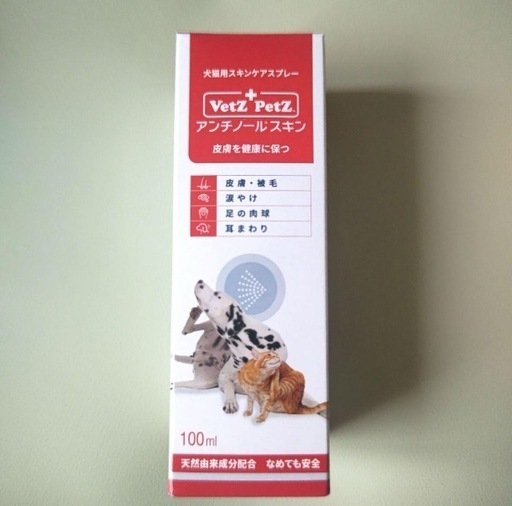 犬猫用スキンケアスプレー
VetZ PetZ
アンチノール スキン
皮膚を健康に保つ
皮膚・被毛
涙やけ
足の肉球
耳まわり
100ml
天然由来成分配合 なめても安全